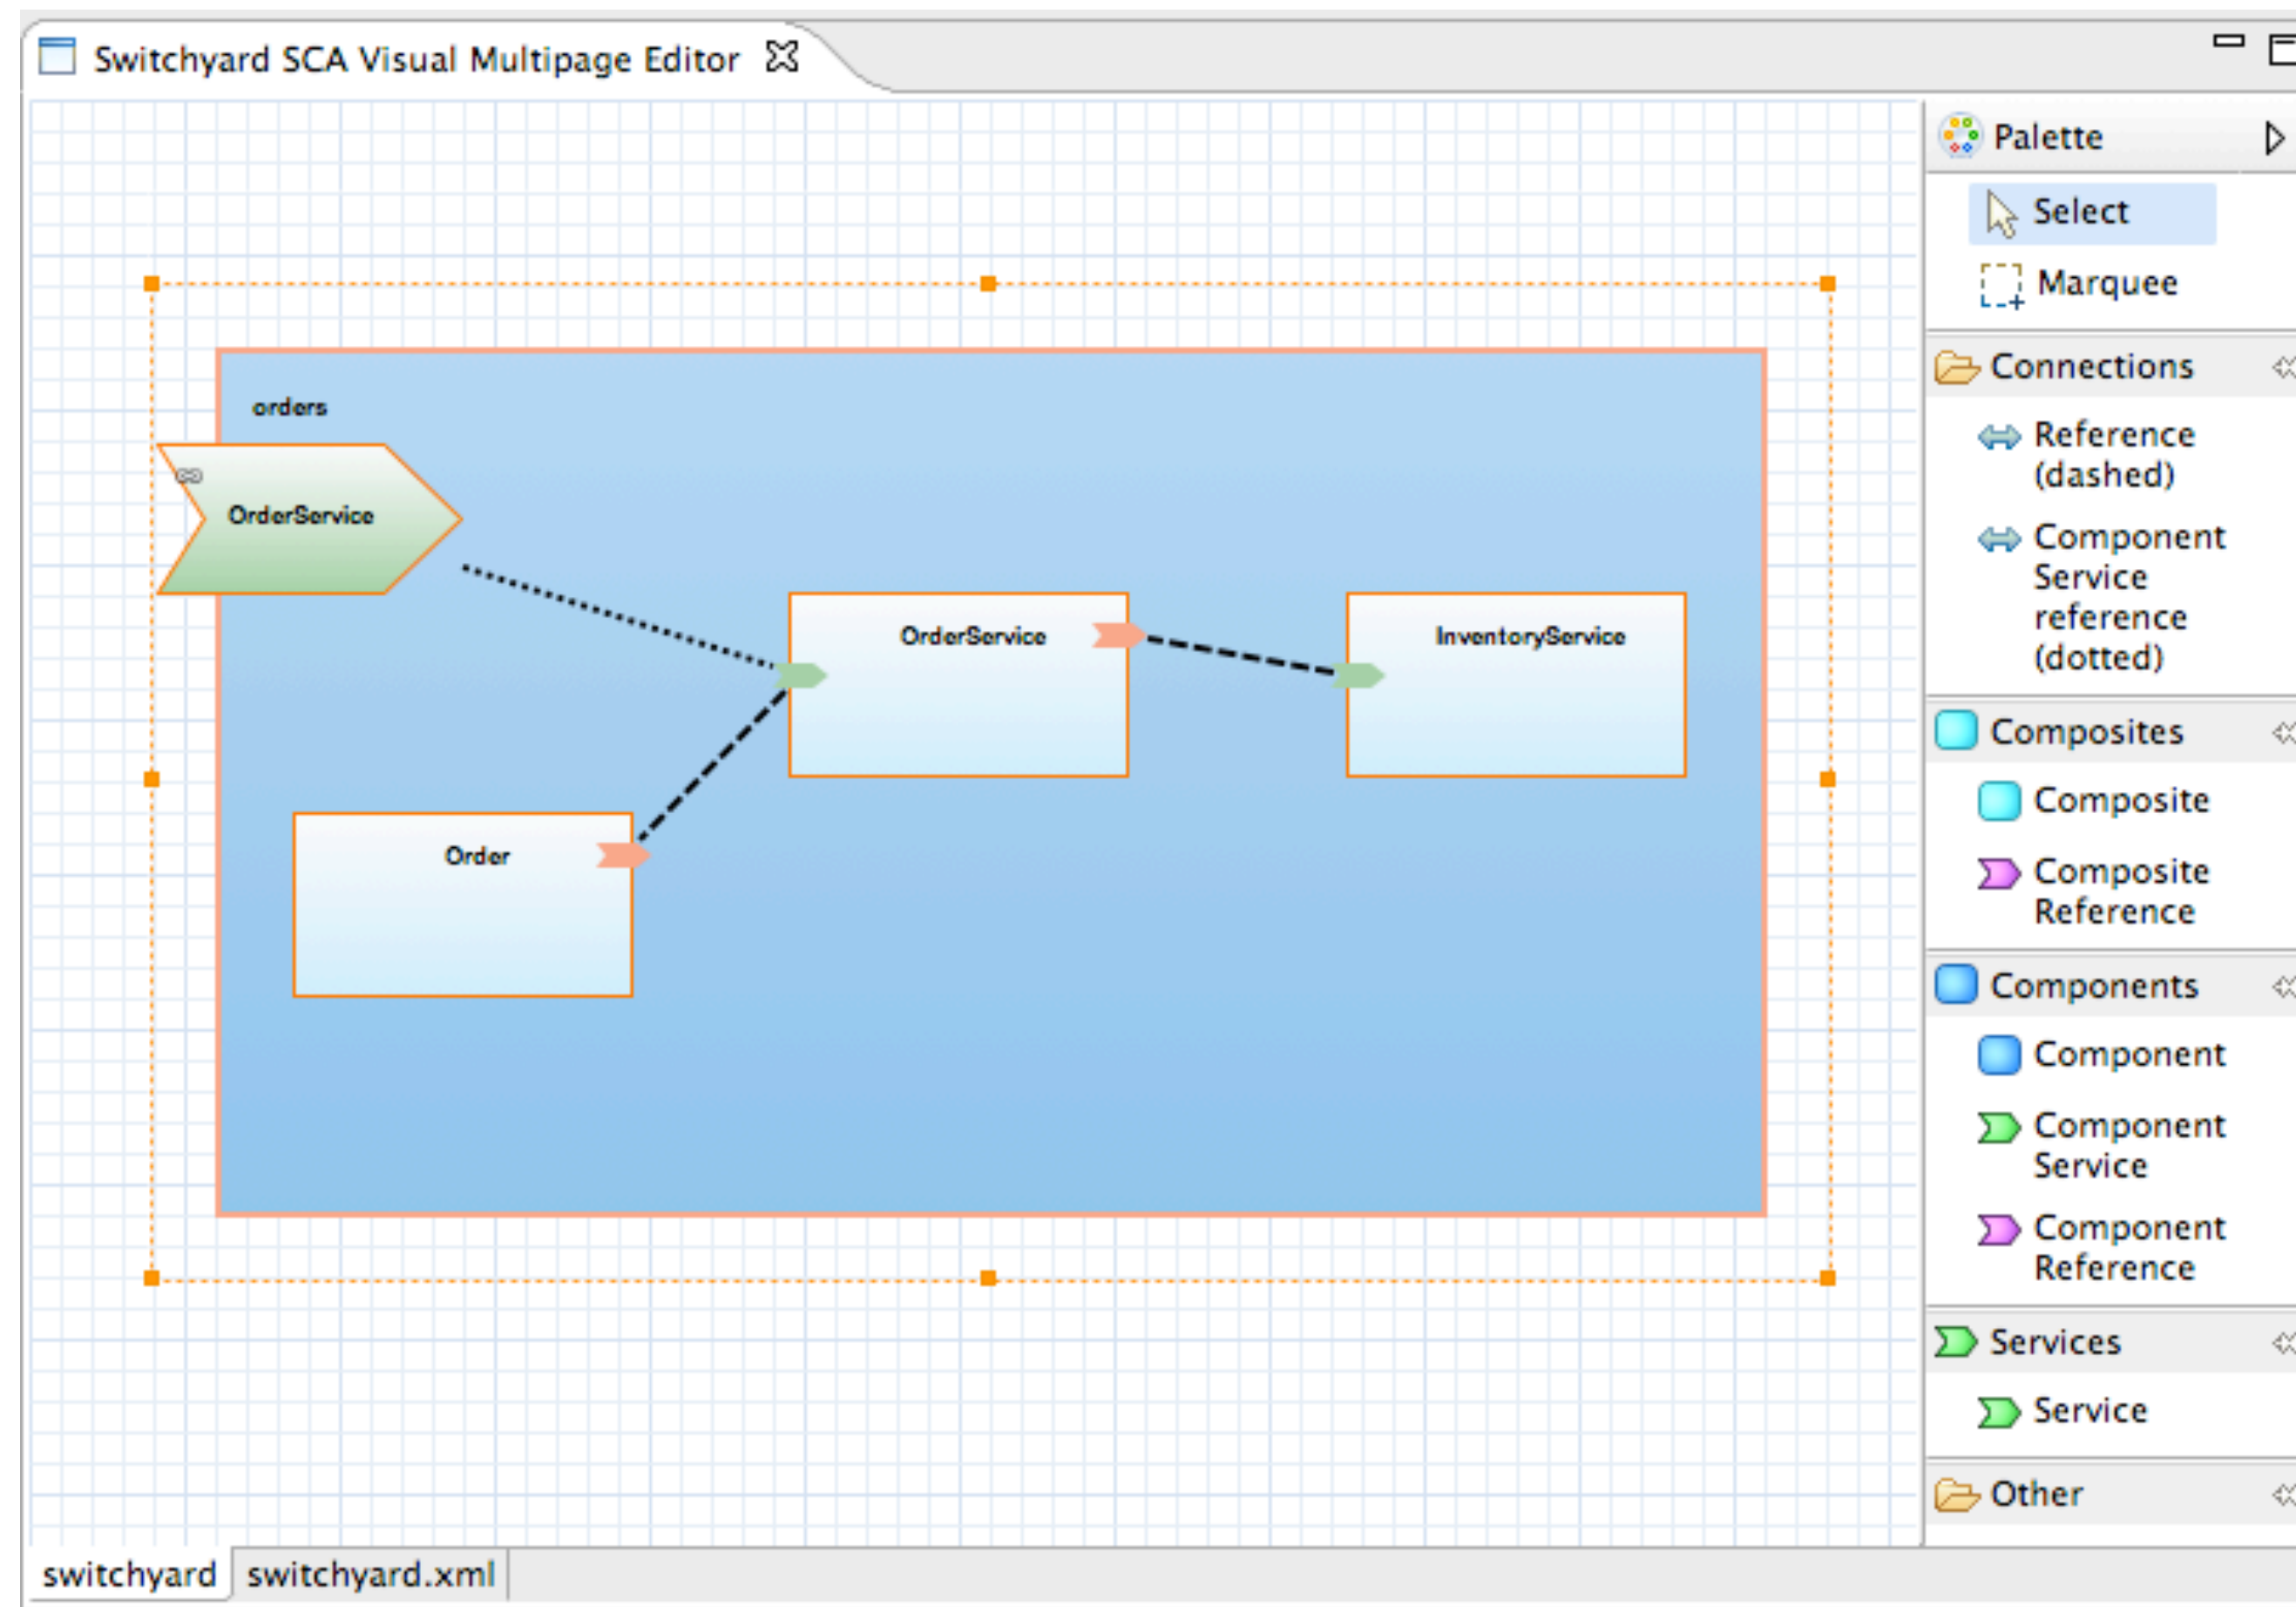 Switchyard SCA Visual Multipage Editor
orders
OrderService
OrderService
InventoryService
Order
Palette
Select
Marquee
Connections
Reference
(dashed)
Component
Service
reference
(dotted)
Composites
Composite
Composite
Reference
Components
Component
Component
Service
Component
Reference
Services
Service
Other
switchyard
switchyard.xml